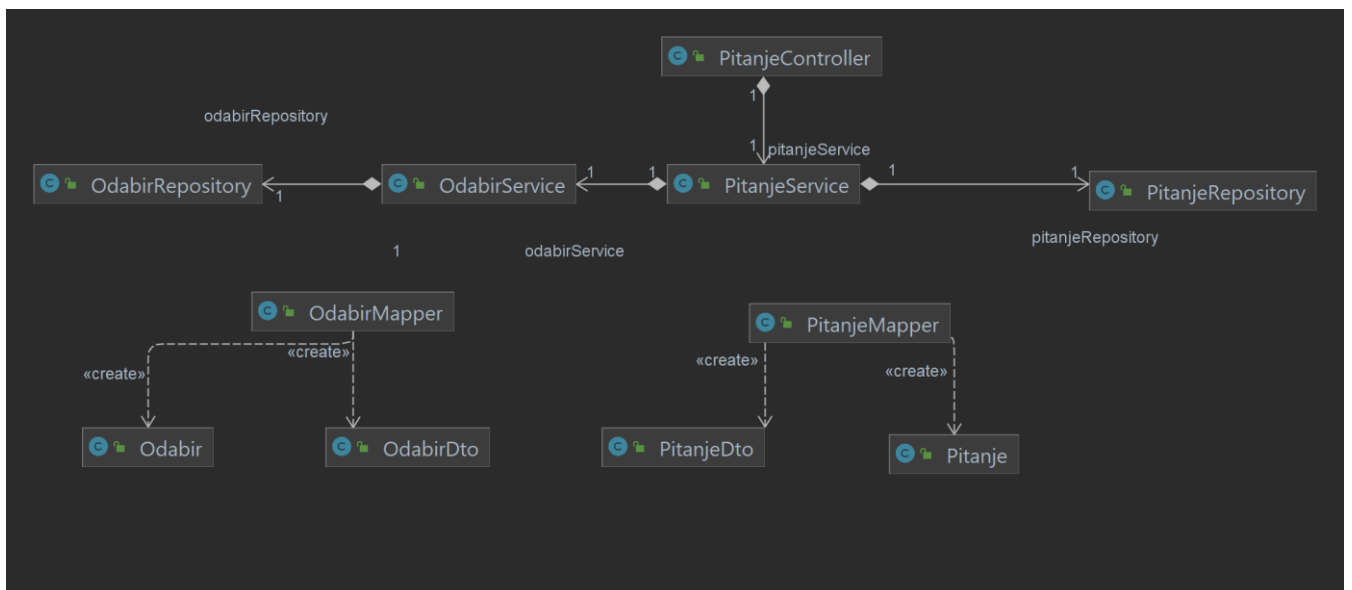 PitanjeController
1
odabirRepository
1 pitanjeService
OdabirRepository
1
OdabirService
1
1
PitanjeService
1
1
PitanjeRepository
1
odabirService
pitanjeRepository
OdabirMapper
PitanjeMapper
«create»
«create»
«create»
«create»
Odabir
OdabirDto
PitanjeDto
Pitanje